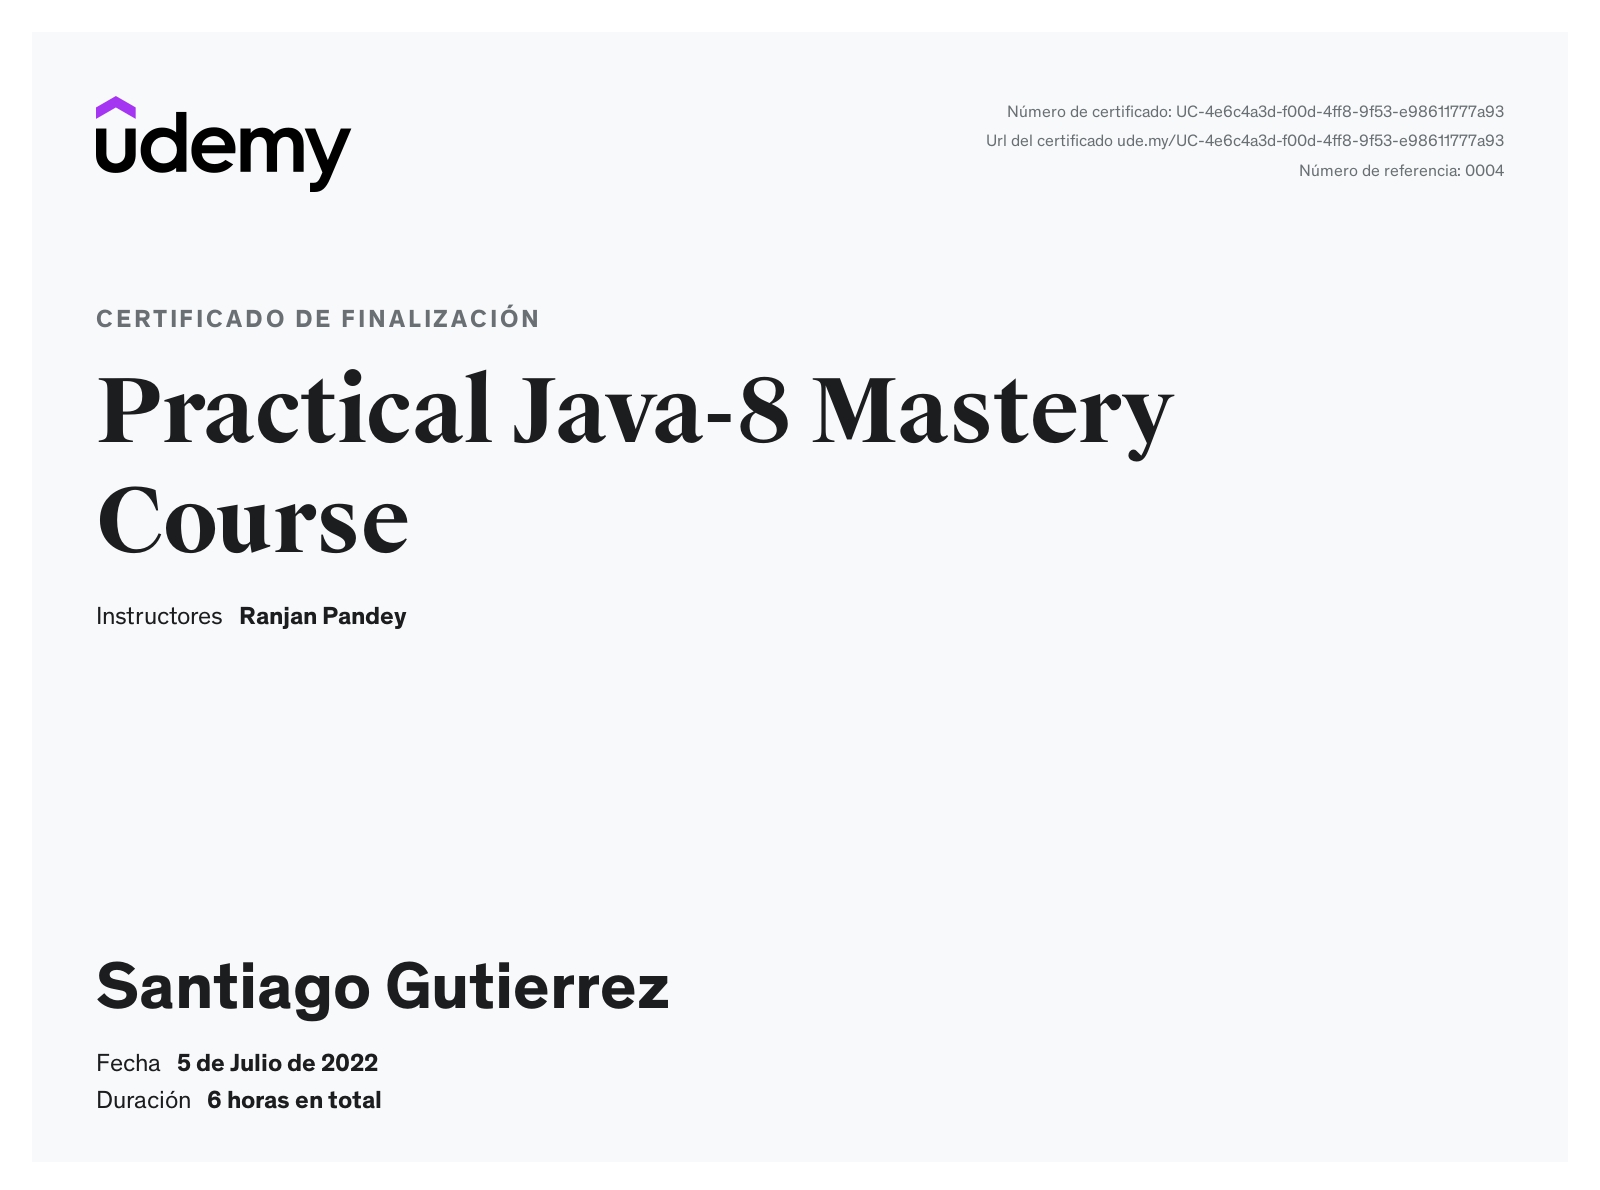 udemy
Número de certificado: UC-4e6c4a3d-f00d-4ff8-9f53-e98611777a93
Url del certificado ude.my/UC-4e6c4a3d-f00d-4ff8-9f53-e98611777a93
Número de referencia: 0004
CERTIFICADO DE FINALIZACIÓN
Practical Java-8 Mastery
Course
Instructores Ranjan Pandey
Santiago Gutierrez
Fecha 5 de Julio de 2022
Duración 6 horas en total